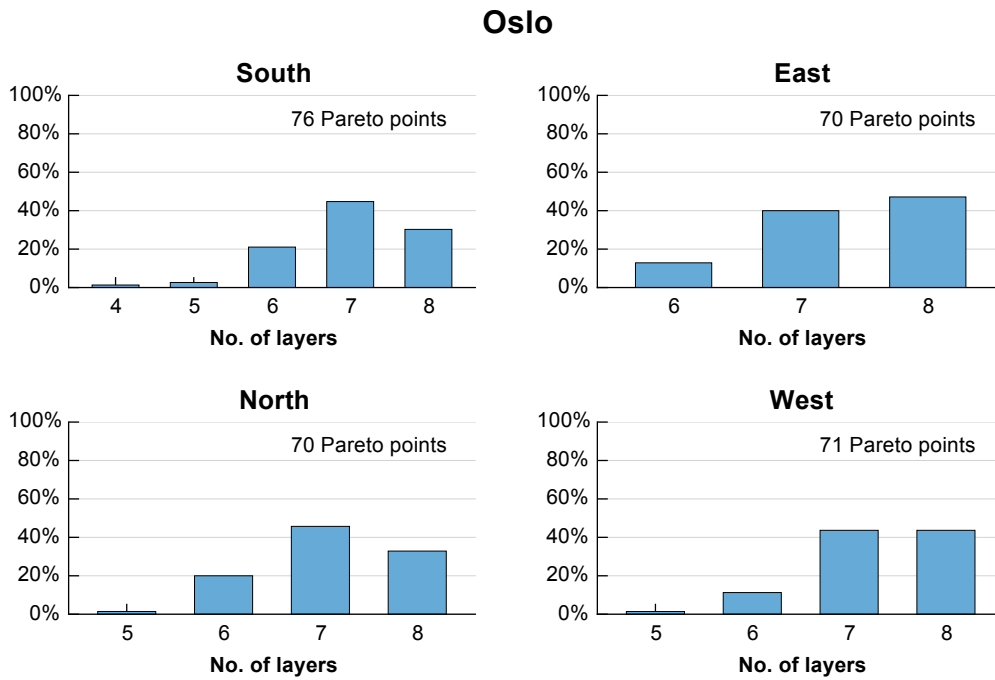 Oslo
South
100%
80%
60%
40%
20%
0%
76 Pareto points
4 5 6 7 8
No. of layers
East
100%
80%
60%
40%
20%
0%
70 Pareto points
6 7 8
No. of layers
North
100%
80%
60%
40%
20%
0%
70 Pareto points
5 6 7 8
No. of layers
West
100%
80%
60%
40%
20%
0%
71 Pareto points
5 6 7 8
No. of layers